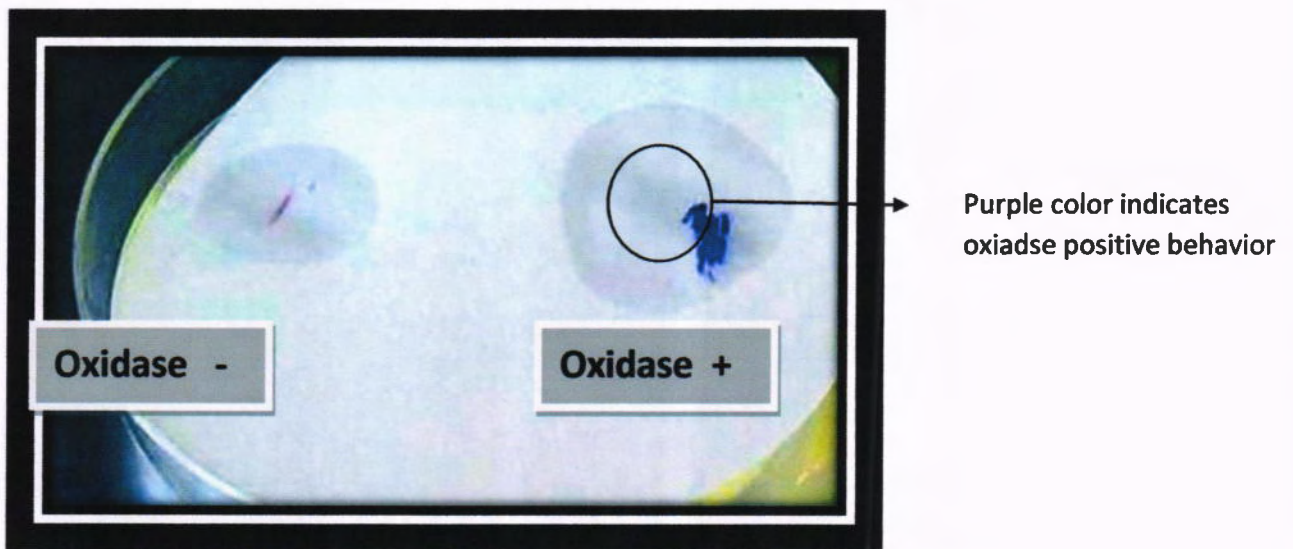 Purple color indicates
oxiadse positive behavior
Oxidase -
Oxidase +